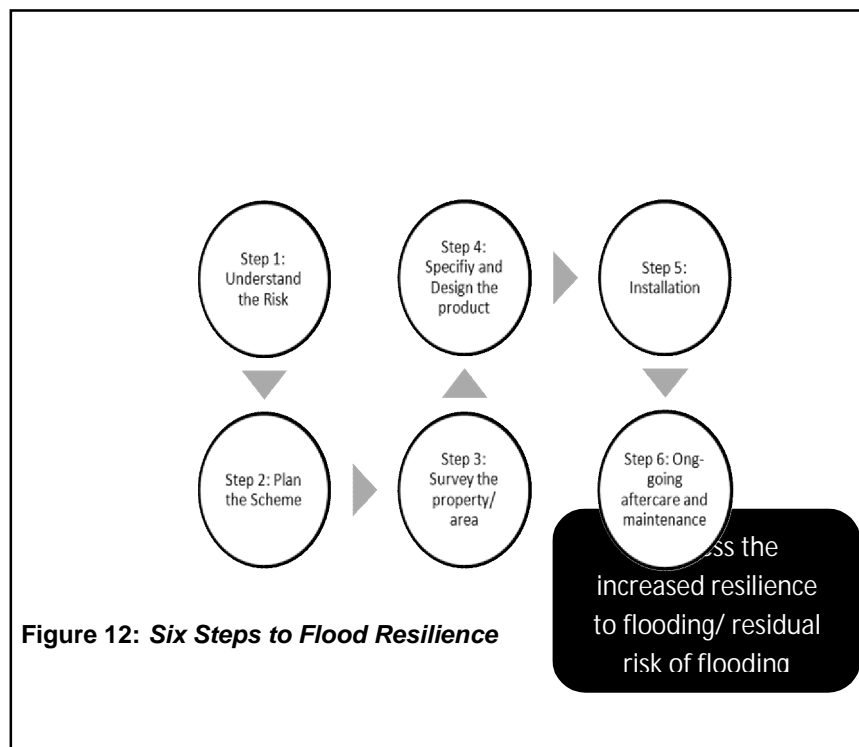 Step 1:
Understand
the Risk
Step 2: Plan
the Scheme
Step 3:
Survey the
property/
area
Step 4:
Specifiy and
Design the
product
Step 5:
Installation
Step 6: Ong-
going
aftercare and
maintenance
the
increased resilience
to flooding/ residual
risk of flooding
Figure 12: Six Steps to Flood Resilience